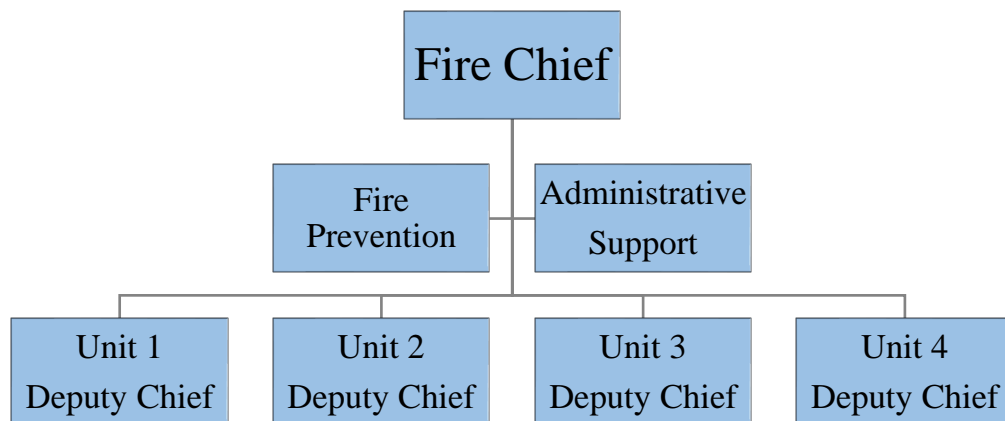 Fire Chief
Fire
Prevention
Administrative
Support
Unit 1
Deputy Chief
Unit 2
Deputy Chief
Unit 3
Deputy Chief
Unit 4
Deputy Chief